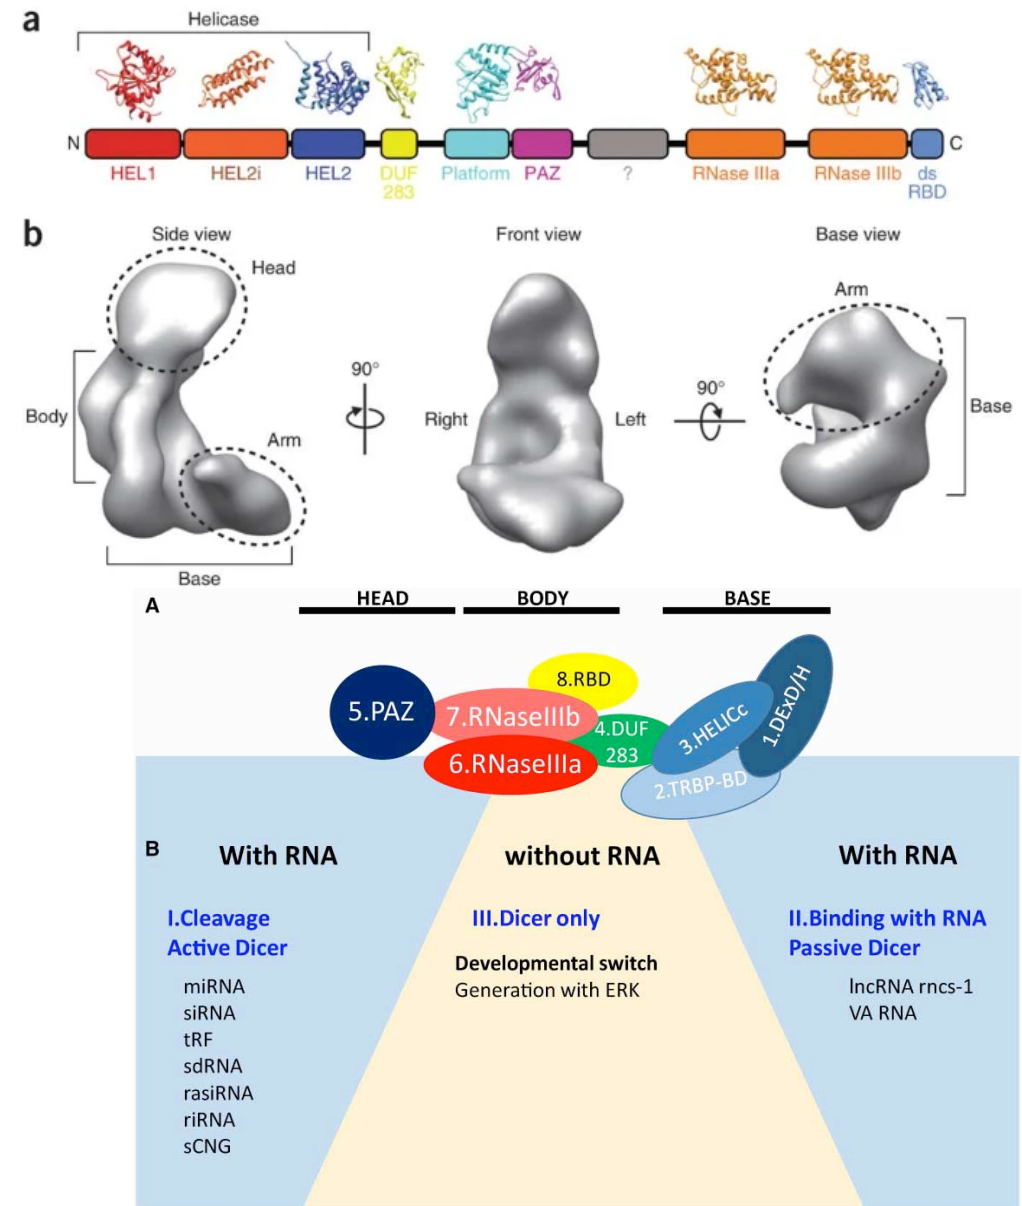 a
Helicase
N
C
HEL1 HEL2i HEL2 DUF 283 Platform PAZ ? RNase IIIa RNase IIIb ds RBD
b
Side view Front view Base view
Head
Arm
90°
90°
Body
Right
Left
Base
Arm
Base
A
HEAD BODY BASE
8.RBD
5.PAZ
7.RNaseIIIb
4.DUF
283
3.HELICc
1.DExD/H
6.RNaseIIIa
2.TRBP-BD
B
With RNA without RNA With RNA
I.Cleavage
Active Dicer
miRNA
siRNA
tRF
sdRNA
rasiRNA
riRNA
sCNG
III.Dicer only
Developmental switch
Generation with ERK
II.Binding with RNA
Passive Dicer
lncRNA rncs-1
VA RNA